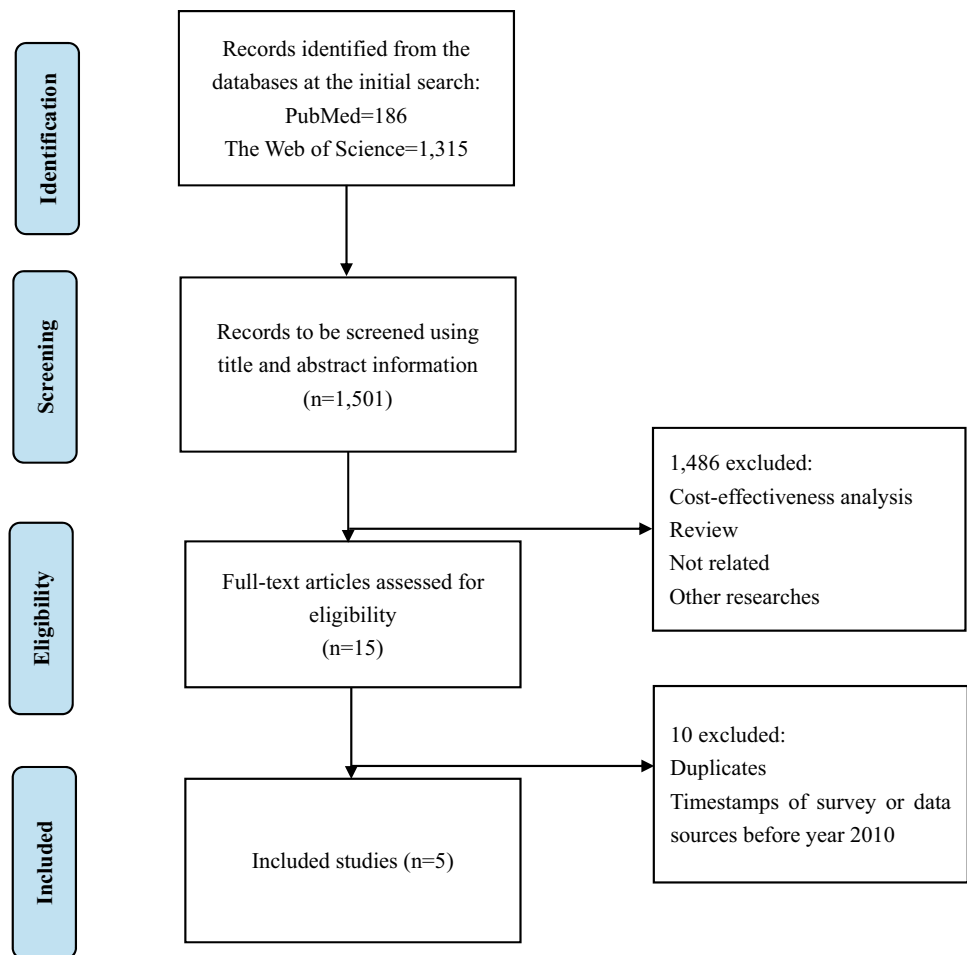 Identification
Records identified from the
databases at the initial search:
PubMed=186
The Web of Science=1,315
Screening
Records to be screened using
title and abstract information
(n=1,501)
1,486 excluded:
Cost-effectiveness analysis
Review
Not related
Other researches
Eligibility
Full-text articles assessed for
eligibility
(n=15)
10 excluded:
Duplicates
Timestamps of survey or data
sources before year 2010
Included
Included studies (n=5)